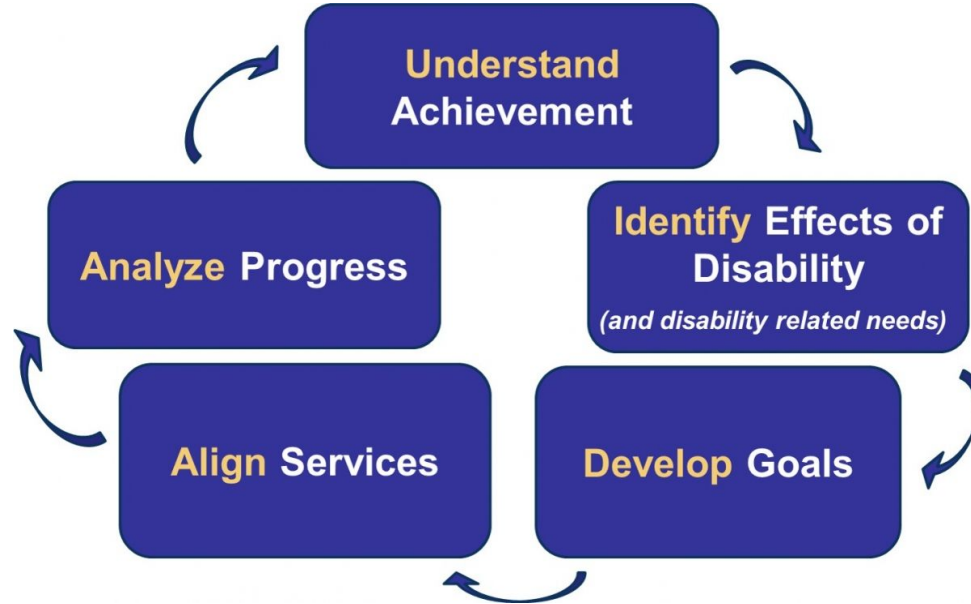 Understand
Achievement
Identify Effects of
Disability
(and disability related needs)
Develop Goals
Align Services
Analyze Progress